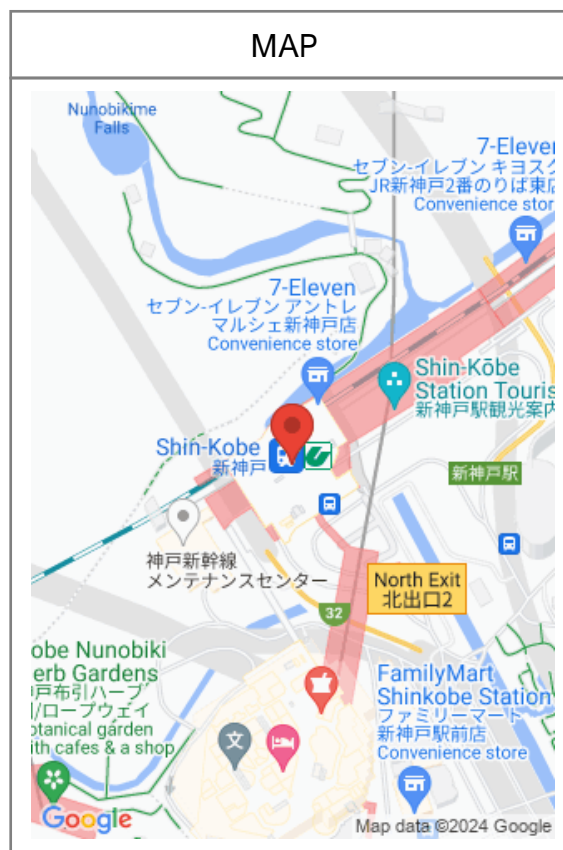 MAP
Nunobikime
Falls
7-Eleven
セブン-イレブン キヨスク
JR新神戸2番のりば東店
Convenience store
7-Eleven
セブン-イレブン アントレ
マルシェ新神戸店
Convenience store
Shin-Kōbe
Station Touris
新神戸駅観光案内
Shin-Kobe
新神戸
新神戸駅
神戸新幹線
メンテナンスセンター
North Exit
北出口2
32
obe Nunobiki
erb Gardens
戸布引ハーブ
/ロープウェイ
otanical garden
ith cafes & a shop
FamilyMart
Shinkobe Station
ファミリーマート
新神戸駅前店
Convenience store
文
Google
Map data ©2024 Google